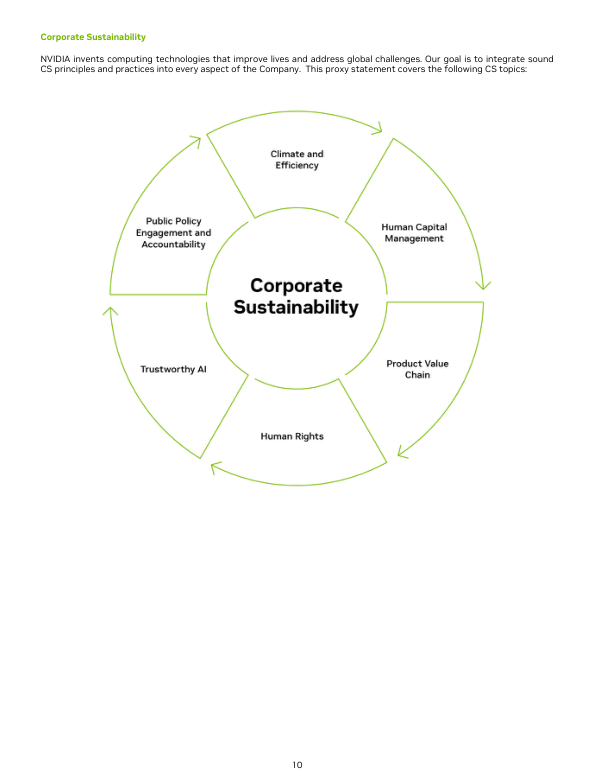 Corporate Sustainability
NVIDIA invents computing technologies that improve lives and address global challenges. Our goal is to integrate sound
CS principles and practices into every aspect of the Company. This proxy statement covers the following CS topics:
Climate and
Efficiency
Human Capital
Management
Product Value
Chain
Human Rights
Trustworthy AI
Public Policy
Engagement and
Accountability
Corporate
Sustainability
10